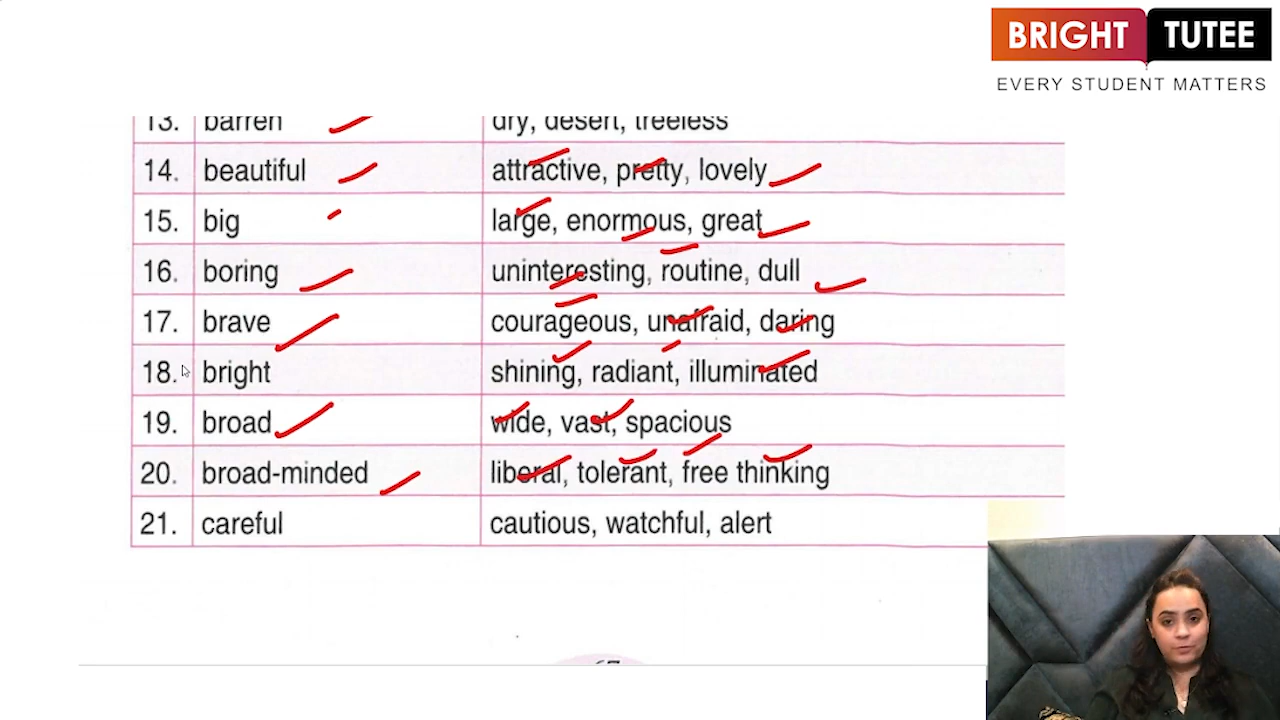 BRIGHT TUTEE
EVERY STUDENT MATTERS
13. barren dry, desert, treeless
14. beautiful attractive, pretty, lovely
15. big large, enormous, great
16. boring uninteresting, routine, dull
17. brave courageous, unafraid, daring
18. bright shining, radiant, illuminated
19. broad wide, vast, spacious
20. broad-minded liberal, tolerant, free thinking
21. careful cautious, watchful, alert